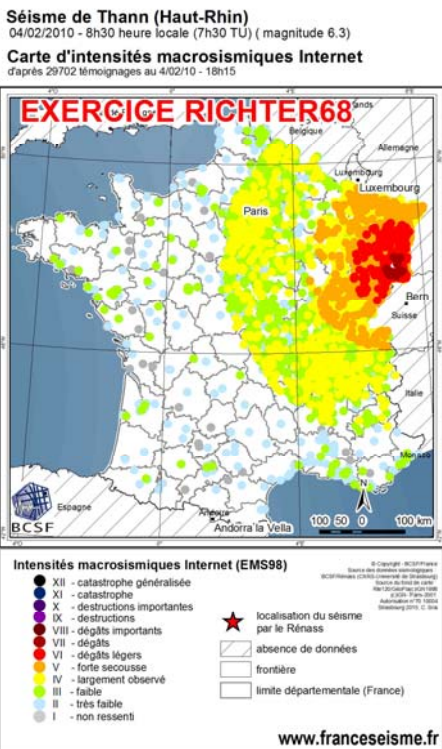 Séisme de Thann (Haut-Rhin)
04/02/2010 - 8h30 heure locale (7h30 TU) ( magnitude 6.3)
Carte d'intensités macrosismiques Internet
d'après 29702 témoignages au 4/02/10 - 18h15
EXERCICE RICHTER68
Belgique
Allemagne
Luxembourg
Luxembourg
Paris
Bern
Suisse
Italie
Monaco
N
BCSF
Espagne
Andorre
Andorra la Vella
100 50 0 100 km
Intensités macrosismiques Internet (EMS98)
XII - catastrophe généralisée
XI - catastrophe
X - destructions importantes
IX - destructions
VIII - dégâts importants
VII - dégâts
VI - dégâts légers
V - forte secousse
IV - largement observé
III - faible
II - très faible
I - non ressenti
localisation du séisme
par le Rénass
absence de données
frontière
limite départementale (France)
www.franceseisme.fr